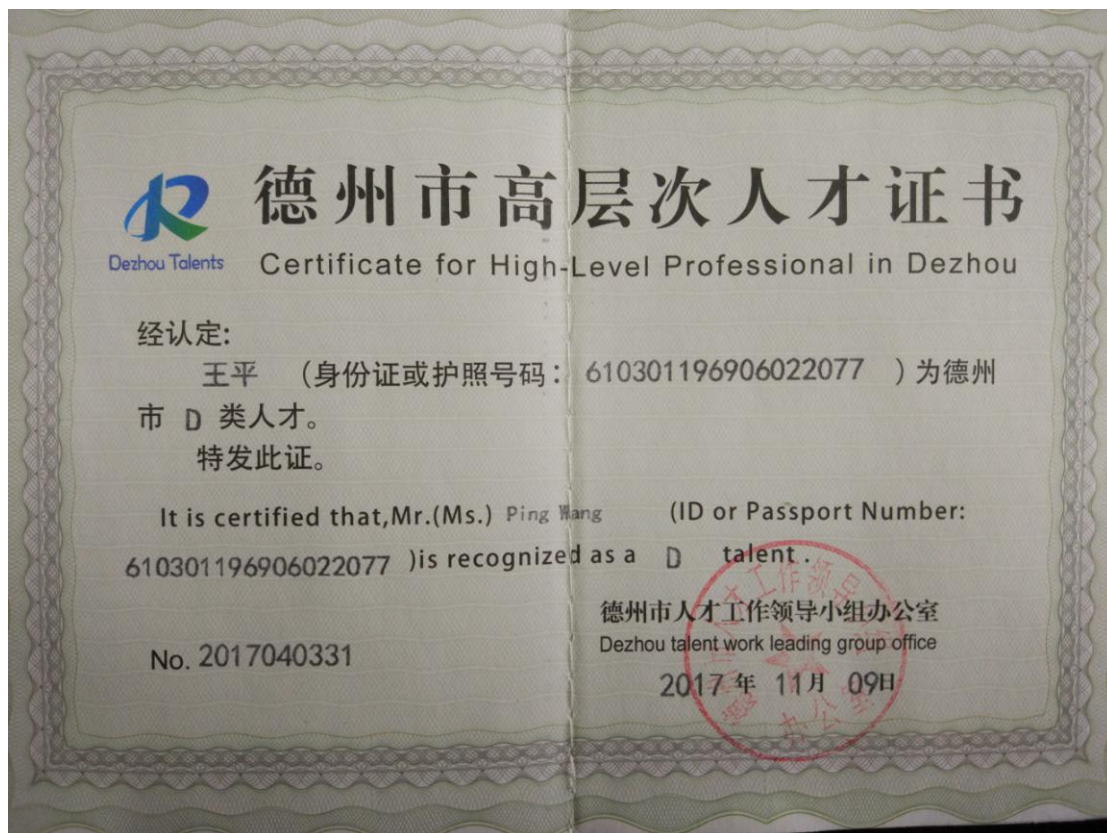 德州市高层次人才证书
Dezhou Talents
Certificate for High-Level Professional in Dezhou
经认定:
王平 (身份证或护照号码: 610301196906022077 )为德州
市 D 类人才。
特发此证。
It is certified that,Mr.(Ms.) Ping Wang (ID or Passport Number:
610301196906022077 )is recognized as a D talent .
德州市人才工作领导小组办公室
Dezhou talent work leading group office
No. 2017040331
2017 年 11月 09日